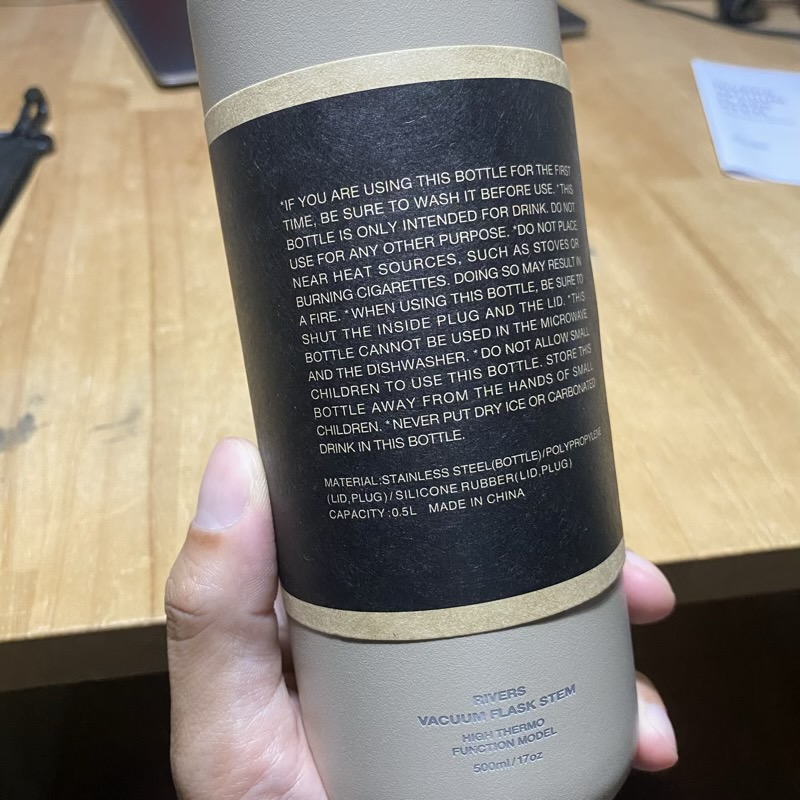 *IF YOU ARE USING THIS BOTTLE FOR THE FIRST
TIME, BE SURE TO WASH IT BEFORE USE. *THIS
BOTTLE IS ONLY INTENDED FOR DRINK. DO NOT
USE FOR ANY OTHER PURPOSE. *DO NOT PLACE
NEAR HEAT SOURCES, SUCH AS STOVES OR
BURNING CIGARETTES. DOING SO MAY RESULT IN
A FIRE. *WHEN USING THIS BOTTLE, BE SURE TO
SHUT THE INSIDE PLUG AND THE LID. *THIS
BOTTLE CANNOT BE USED IN THE MICROWAVE
AND THE DISHWASHER. *DO NOT ALLOW SMALL
CHILDREN TO USE THIS BOTTLE. STORE THIS
BOTTLE AWAY FROM THE HANDS OF SMALL
CHILDREN. *NEVER PUT DRY ICE OR CARBONATED
DRINK IN THIS BOTTLE.
MATERIAL:STAINLESS STEEL(BOTTLE)/POLYPROPYLENE
(LID,PLUG)/SILICONE RUBBER(LID,PLUG)
CAPACITY:0.5L MADE IN CHINA
RIVERS
VACUUM FLASK STEM
HIGH THERMO
FUNCTION MODEL
500ml/17oz